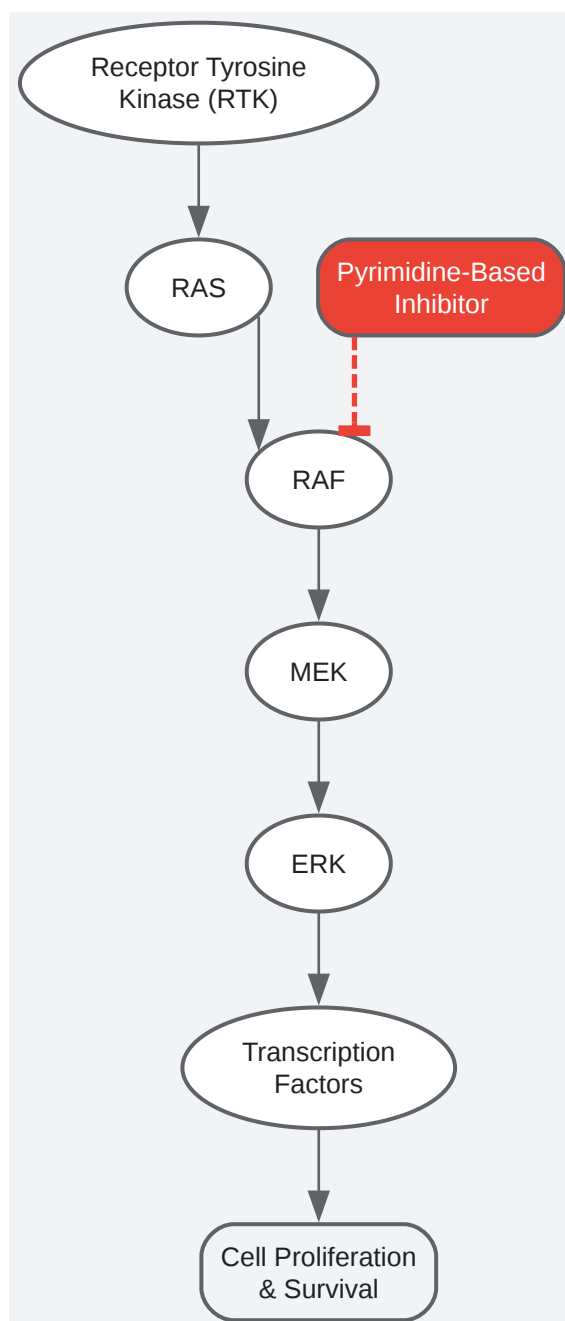 Receptor Tyrosine
Kinase (RTK)
RAS
Pyrimidine-Based
Inhibitor
RAF
MEK
ERK
Transcription
Factors
Cell Proliferation
& Survival